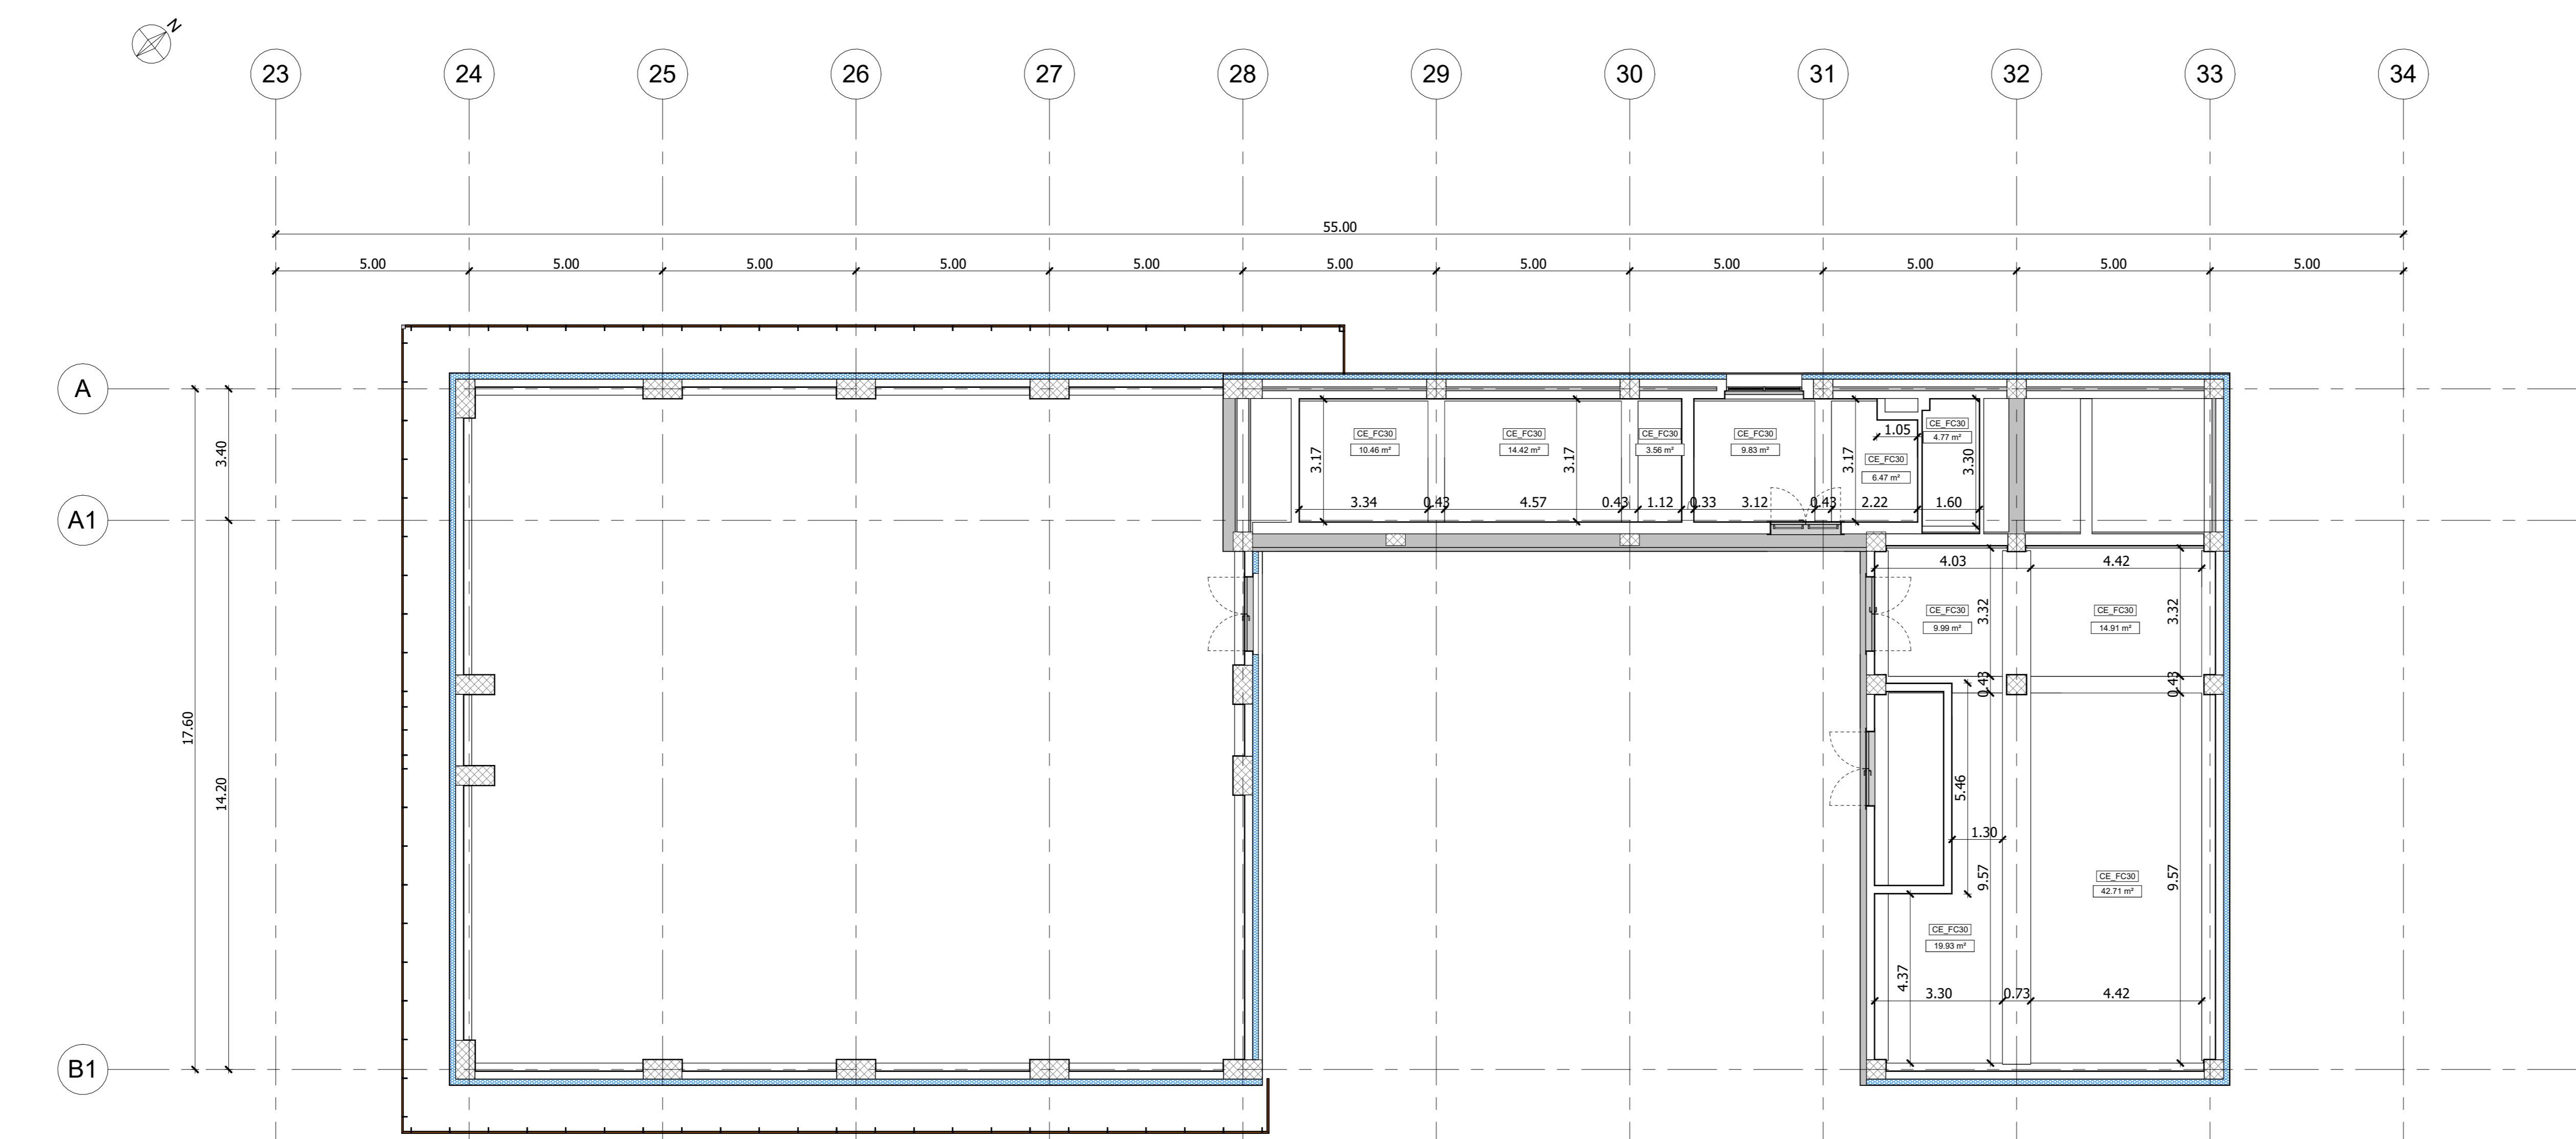 N
23 24 25 26 27 28 29 30 31 32 33 34
55.00
5.00 5.00 5.00 5.00 5.00 5.00 5.00 5.00 5.00 5.00 5.00
A
A1
B1
3.40
17.60
14.20
CE_FC30
10.46 m²
CE_FC30
14.42 m²
CE_FC30
3.56 m²
CE_FC30
9.83 m²
1.05
CE_FC30
4.77 m²
CE_FC30
6.47 m²
3.17
3.17
3.17
3.30
3.34 0.43 4.57 0.43 1.12 0.33 3.12 0.43 2.22 1.60
4.03 4.42
CE_FC30
9.99 m²
3.32
CE_FC30
14.91 m²
3.32
0.43
0.43
5.46
1.30
9.57
9.57
CE_FC30
42.71 m²
CE_FC30
19.93 m²
4.37
3.30 0.73 4.42